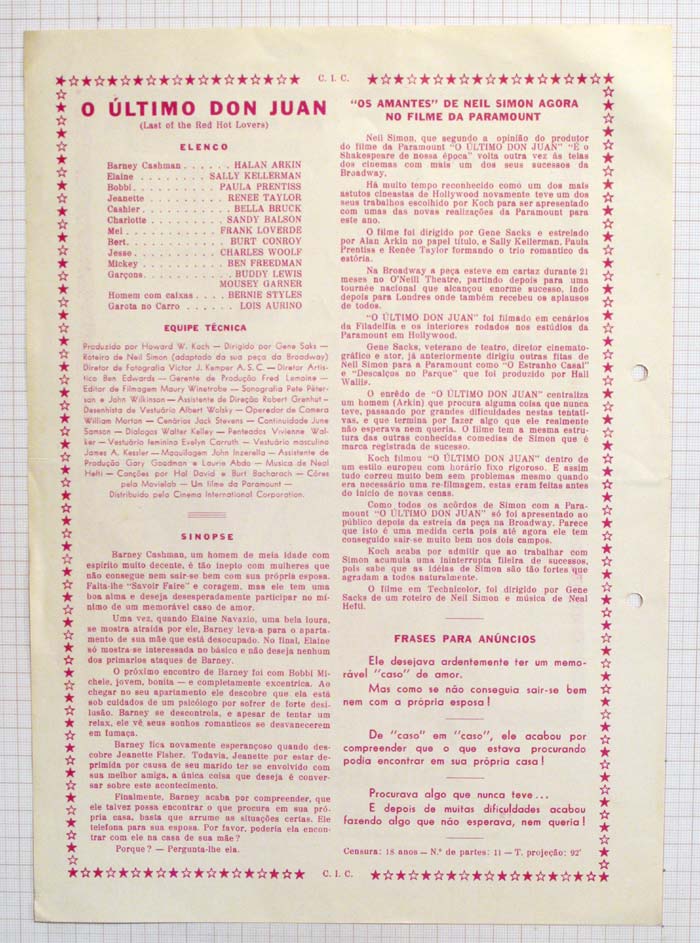 C. I. C.
O ÚLTIMO DON JUAN
(Last of the Red Hot Lovers)
ELENCO
Barney Cashman . . . . . . HALAN ARKIN
Elaine . . . . . . . . . SALLY KELLERMAN
Bobbi . . . . . . . . . . PAULA PRENTISS
Jeanette . . . . . . . . . RENEE TAYLOR
Cashier . . . . . . . . . . BELLA BRUCK
Charlotte . . . . . . . . . SANDY BALSON
Mel . . . . . . . . . . . FRANK LOVERDE
Bert . . . . . . . . . . . BURT CONROY
Jesse . . . . . . . . . . CHARLES WOOLF
Mickey . . . . . . . . . . BEN FREEDMAN
Garçons . . . . . . . . . . BUDDY LEWIS
MOUSEY GARNER
Homem com caixas . . . . BERNIE STYLES
Garota no Carro . . . . . . LOIS AURINO
EQUIPE TÉCNICA
Produzido por Howard W. Koch — Dirigido por Gene Saks —
Roteiro de Neil Simon (adaptado da sua peça da Broadway)
Diretor de Fotografia Victor J. Kemper A. S. C. — Diretor Artis-
tico Ben Edwards — Gerente de Produção Fred Lemoine —
Editor de Filmagem Maury Winetrobe — Sonografia Pete Peter-
son e John Wilkinson — Assistente de Direção Robert Grenhut —
Desenhista de Vestuário Albert Wolsky — Operador de Camera
William Morton — Cenários Jack Stevens — Continuidade June
Samson — Dialogos Walter Kelley — Penteados Vivienne Wal-
ker — Vestuário feminino Evelyn Carruth — Vestuário masculino
James A. Kessler — Maquilagem John Inzerella — Assistente de
Produção Gary Goodman e Laurie Abdo — Musica de Neal
Hefti — Canções por Hal David e Burt Bacharach — Côres
pela Movielab — Um filme da Paramount —
Distribuido pela Cinema International Corporation.
SINOPSE
Barney Cashman, um homem de meia idade com
espirito muito decente, é tão inepto com mulheres que
não consegue nem sair-se bem com sua própria esposa.
Falta-lhe "Savoir Faire" e coragem, mas ele tem uma
boa alma e deseja desesperadamente participar no mí-
nimo de um memorável caso de amor.
Uma vez, quando Elaine Navazio, uma bela loura,
se mostra atraída por ele, Barney leva-a para o aparta-
mento de sua mãe que está desocupado. No final, Elaine
só mostra-se interessada no básico e não deseja nenhum
dos primarios ataques de Barney.
O próximo encontro de Barney foi com Bobbi Mi-
chele, jovem, bonita — e completamente excentrica. Ao
chegar no seu apartamento ele descobre que ela está
sob cuidados de um psicólogo por sofrer de forte desi-
lusão. Barney se descontrola, e apesar de tentar um
relax, ele vê seus sonhos romanticos se desvanecerem
em fumaça.
Barney fica novamente esperançoso quando des-
cobre Jeanette Fisher. Todavia, Jeanette por estar de-
primida por causa de seu marido ter se envolvido com
sua melhor amiga, a única coisa que deseja é conver-
sar sobre este acontecimento.
Finalmente, Barney acaba por compreender, que
ele talvez possa encontrar o que procura em sua pró-
pria casa, basta que arrume as situações certas. Ele
telefona para sua esposa. Por favor, poderia ela encon-
trar com ele na casa de sua mãe?
Porque? — Pergunta-lhe ela.
"OS AMANTES" DE NEIL SIMON AGORA
NO FILME DA PARAMOUNT
Neil Simon, que segundo a opinião do produtor
do filme da Paramount "O ÚLTIMO DON JUAN" "É o
Shakespeare de nossa época" volta outra vez ás telas
dos cinemas com mais um dos seus sucessos da
Broadway.
Há muito tempo reconhecido como um dos mais
astutos cineastas de Hollywood novamente teve um dos
seus trabalhos escolhido por Koch para ser apresentado
com umas das novas realizações da Paramount para
este ano.
O filme foi dirigido por Gene Sacks e estrelado
por Alan Arkin no papel título, e Sally Kellerman, Paula
Prentiss e Renée Taylor formando o trio romantico da
estória.
Na Broadway a peça esteve em cartaz durante 21
meses no O'Neill Theatre, partindo depois para uma
tournée nacional que alcançou enorme sucesso, indo
depois para Londres onde também recebeu os aplausos
de todos.
"O ÚLTIMO DON JUAN" foi filmado em cenários
da Filadelfia e os interiores rodados nos estúdios da
Paramount em Hollywood.
Gene Sacks, veterano de teatro, diretor cinemato-
gráfico e ator, já anteriormente dirigiu outras fitas de
Neil Simon para a Paramount como "O Estranho Casal"
e "Descalços no Parque" que foi produzido por Hall
Wallis.
O enrêdo de "O ÚLTIMO DON JUAN" centraliza
um homem (Arkin) que procura alguma coisa que nunca
teve, passando por grandes dificuldades nestas tentati-
vas, e que termina por fazer algo que ele realmente
não esperava nem queria. O filme tem a mesma estru-
tura das outras conhecidas comedias de Simon que é
marca registrada de sucesso.
Koch filmou "O ÚLTIMO DON JUAN" dentro de
um estilo europeu com horário fixo rigoroso. E assim
tudo correu muito bem sem problemas mesmo quando
era necessário uma re-filmagem, estas eram feitas antes
do início de novas cenas.
Como todos os acôrdos de Simon com a Para-
mount "O ÚLTIMO DON JUAN" só foi apresentado ao
público depois da estreia da peça na Broadway. Parece
que isto é uma medida certa pois até agora ele tem
conseguido sair-se muito bem nos dois campos.
Koch acaba por admitir que ao trabalhar com
Simon acumula uma ininterrupta fileira de sucessos,
pois sabe que as idéias de Simon são tão fortes que
agradam a todos naturalmente.
O filme em Technicolor, foi dirigido por Gene
Sacks de um roteiro de Neil Simon e música de Neal
Hefti.
FRASES PARA ANÚNCIOS
Ele desejava ardentemente ter um memo-
rável "caso" de amor.
Mas como se não conseguia sair-se bem
nem com a própria esposa!
De "caso" em "caso", ele acabou por
compreender que o que estava procurando
podia encontrar em sua própria casa!
Procurava algo que nunca teve...
E depois de muitas dificuldades acabou
fazendo algo que não esperava, nem queria!
Censura: 18 anos — N.º de partes: 11 — T. projeção: 92'
C. I. C.